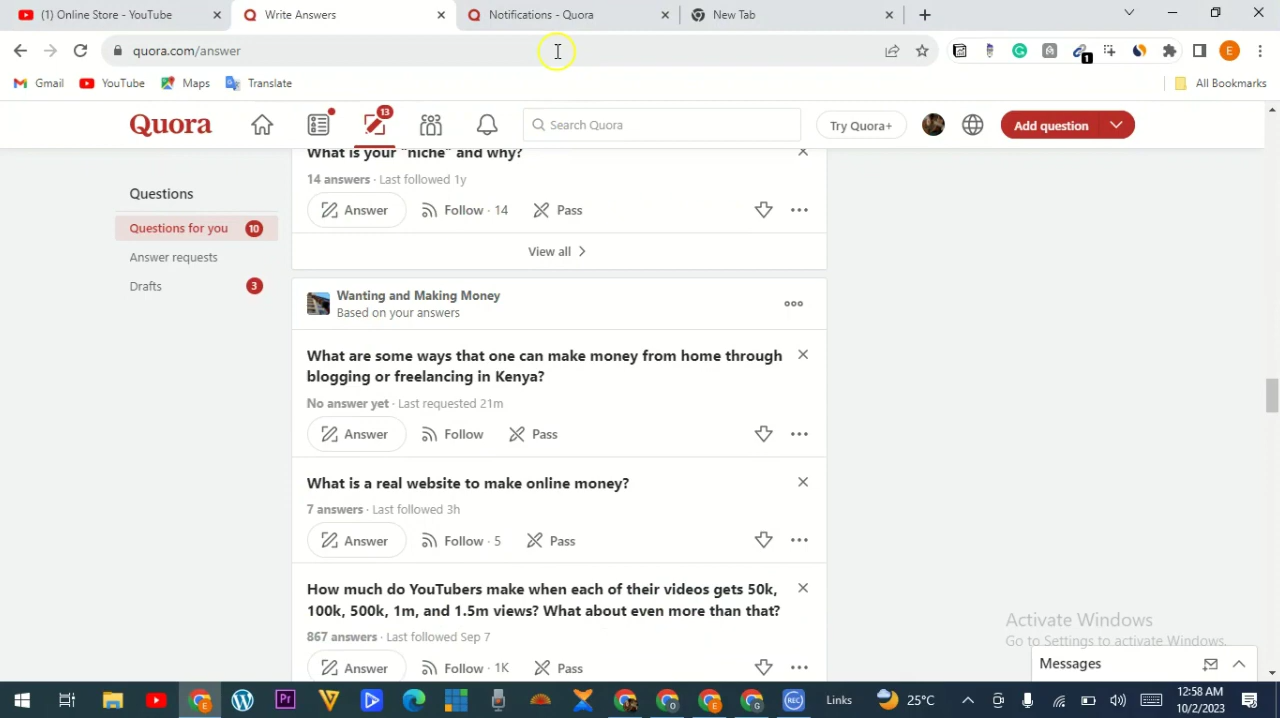 (1) Online Store - YouTube
Write Answers
Notifications - Quora
New Tab
quora.com/answer
1
E
Gmail
YouTube
Maps
Translate
All Bookmarks
Quora
13
Search Quora
Try Quora+
Add question
Questions
Questions for you 10
Answer requests
Drafts 3
What is your "niche" and why?
14 answers · Last followed 1y
Answer Follow · 14 Pass
View all
Wanting and Making Money
Based on your answers
What are some ways that one can make money from home through
blogging or freelancing in Kenya?
No answer yet · Last requested 21m
Answer Follow Pass
What is a real website to make online money?
7 answers · Last followed 3h
Answer Follow · 5 Pass
How much do YouTubers make when each of their videos gets 50k,
100k, 500k, 1m, and 1.5m views? What about even more than that?
867 answers · Last followed Sep 7
Answer Follow · 1K Pass
Activate Windows
Go to Settings to activate Windows.
Messages
E
Pr
O
E
G
REC
Links
25°C
12:58 AM
10/2/2023